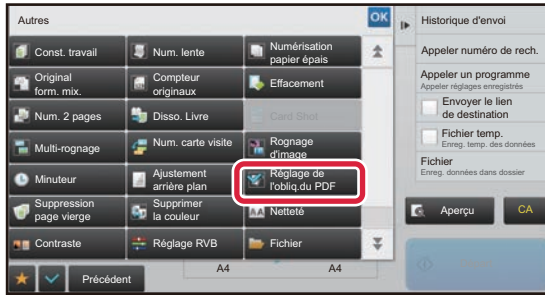 Autres
OK
Const. travail
Num. lente
Numérisation
papier épais
Original
form. mix.
Compteur
originaux
Effacement
Num. 2 pages
Disso. Livre
Card Shot
Multi-rognage
Num. carte visite
Rognage
d'image
Minuteur
Ajustement
arrière plan
Réglage de
l'obliq.du PDF
Suppression
page vierge
Supprimer
la couleur
Netteté
Contraste
Réglage RVB
Fichier
Précédent
A4
A4
Historique d'envoi
Appeler numéro de rech.
Appeler un programme
Appeler réglages enregistrés
Envoyer le lien
de destination
Fichier temp.
Enreg. temp. des données
Fichier
Enreg. données dans dossier
Aperçu
CA